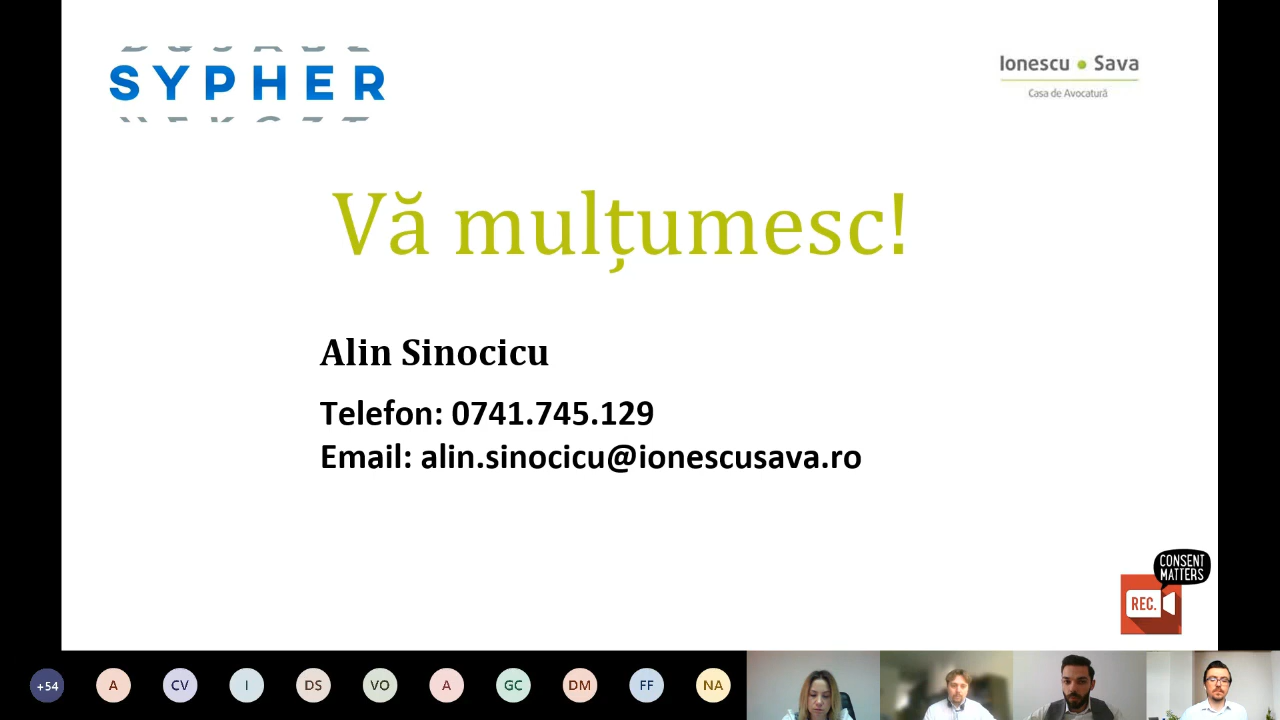 SYPHER
Ionescu • Sava
Casa de Avocatură
Vă mulțumesc!
Alin Sinocicu
Telefon: 0741.745.129
Email: alin.sinocicu@ionescusava.ro
CONSENT
MATTERS
REC.
+54 A CV I DS VO A GC DM FF NA